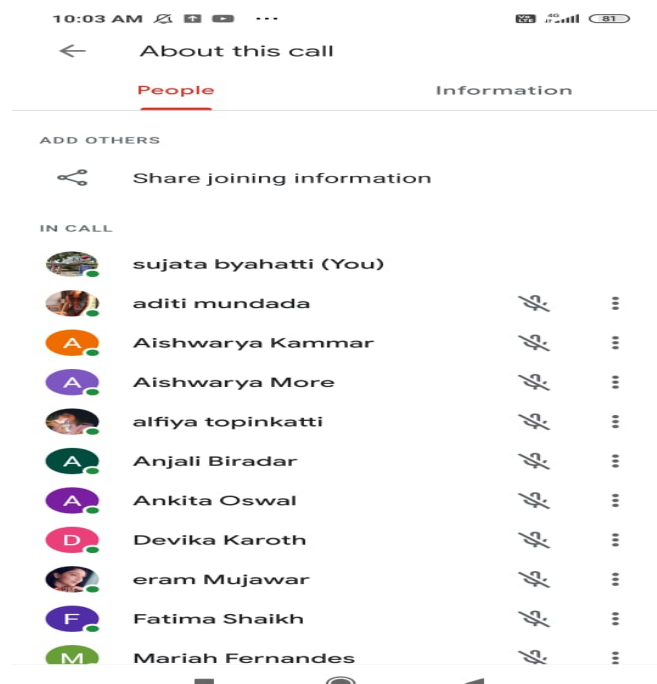 10:03 AM ...
4G 81
About this call
People Information
ADD OTHERS
Share joining information
IN CALL
sujata byahatti (You)
aditi mundada
A Aishwarya Kammar
A Aishwarya More
alfiya topinkatti
A Anjali Biradar
A Ankita Oswal
D Devika Karoth
eram Mujawar
F Fatima Shaikh
M Mariah Fernandes